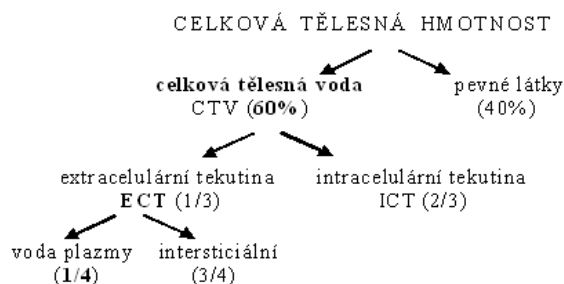 CELKOVÁ TĚLESNÁ HMOTNOST
celková tělesná voda
CTV (60%)
pevné látky
(40%)
extracelulární tekutina
ECT (1/3)
intracelulární tekutina
ICT (2/3)
voda plazmy
(1/4)
intersticiální
(3/4)